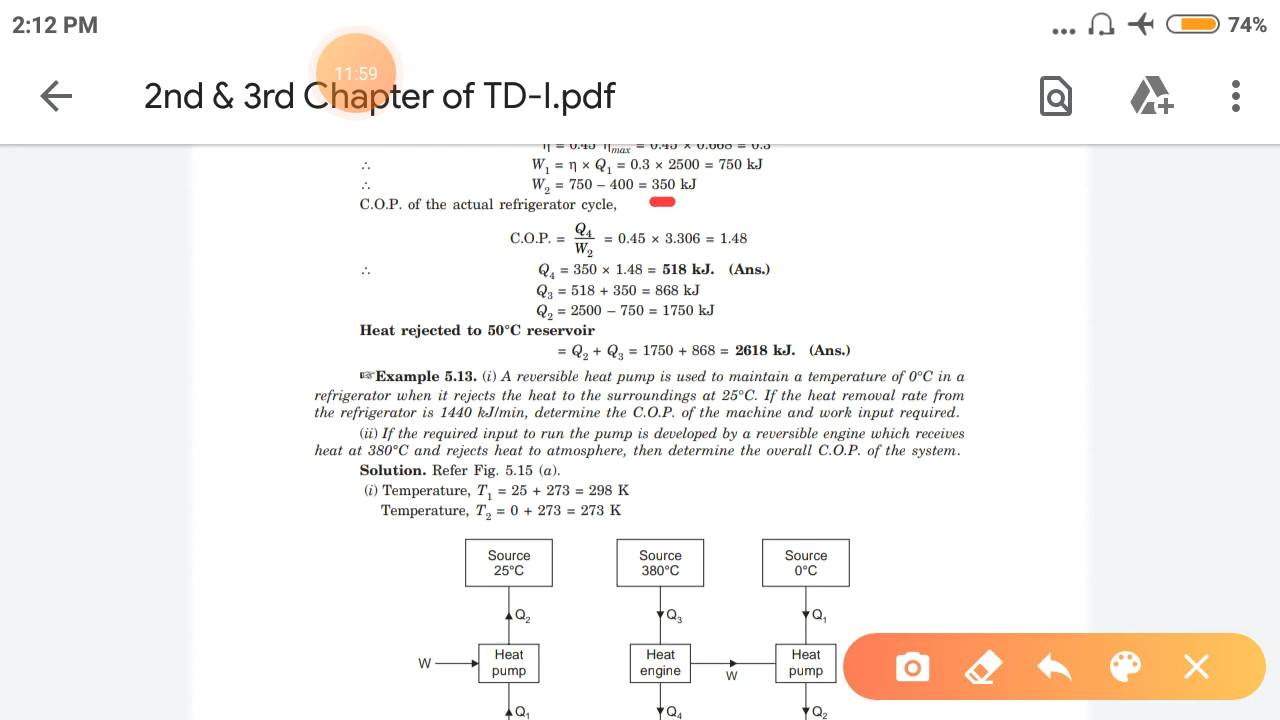 2:12 PM
74%
11:59
2nd & 3rd Chapter of TD-I.pdf
η = 0.45 ηmax = 0.45 × 0.668 = 0.3
∴ W₁ = η × Q₁ = 0.3 × 2500 = 750 kJ
∴ W₂ = 750 – 400 = 350 kJ
C.O.P. of the actual refrigerator cycle,
C.O.P. = Q₄/W₂ = 0.45 × 3.306 = 1.48
∴ Q₄ = 350 × 1.48 = 518 kJ. (Ans.)
Q₃ = 518 + 350 = 868 kJ
Q₂ = 2500 – 750 = 1750 kJ
Heat rejected to 50°C reservoir
= Q₂ + Q₃ = 1750 + 868 = 2618 kJ. (Ans.)
☞Example 5.13. (i) A reversible heat pump is used to maintain a temperature of 0°C in a
refrigerator when it rejects the heat to the surroundings at 25°C. If the heat removal rate from
the refrigerator is 1440 kJ/min, determine the C.O.P. of the machine and work input required.
(ii) If the required input to run the pump is developed by a reversible engine which receives
heat at 380°C and rejects heat to atmosphere, then determine the overall C.O.P. of the system.
Solution. Refer Fig. 5.15 (a).
(i) Temperature, T₁ = 25 + 273 = 298 K
Temperature, T₂ = 0 + 273 = 273 K
Source Source Source
25°C 380°C 0°C
Q₂ Q₃ Q₁
Heat Heat Heat
W pump engine W pump
Q₁ Q₄ Q₂